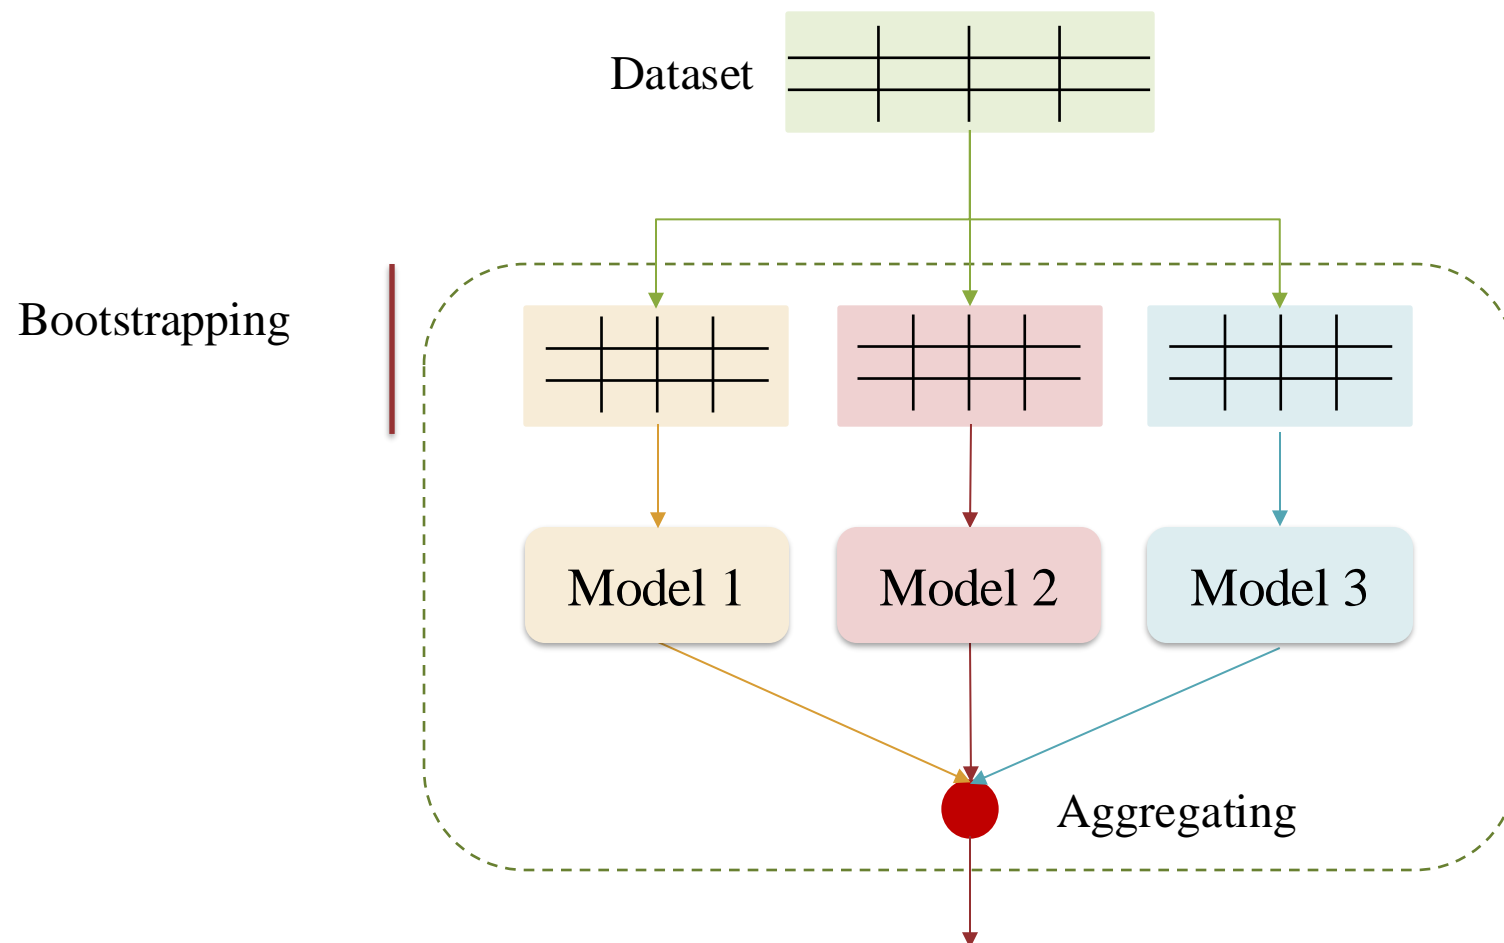 Dataset
Bootstrapping
Model 1
Model 2
Model 3
Aggregating